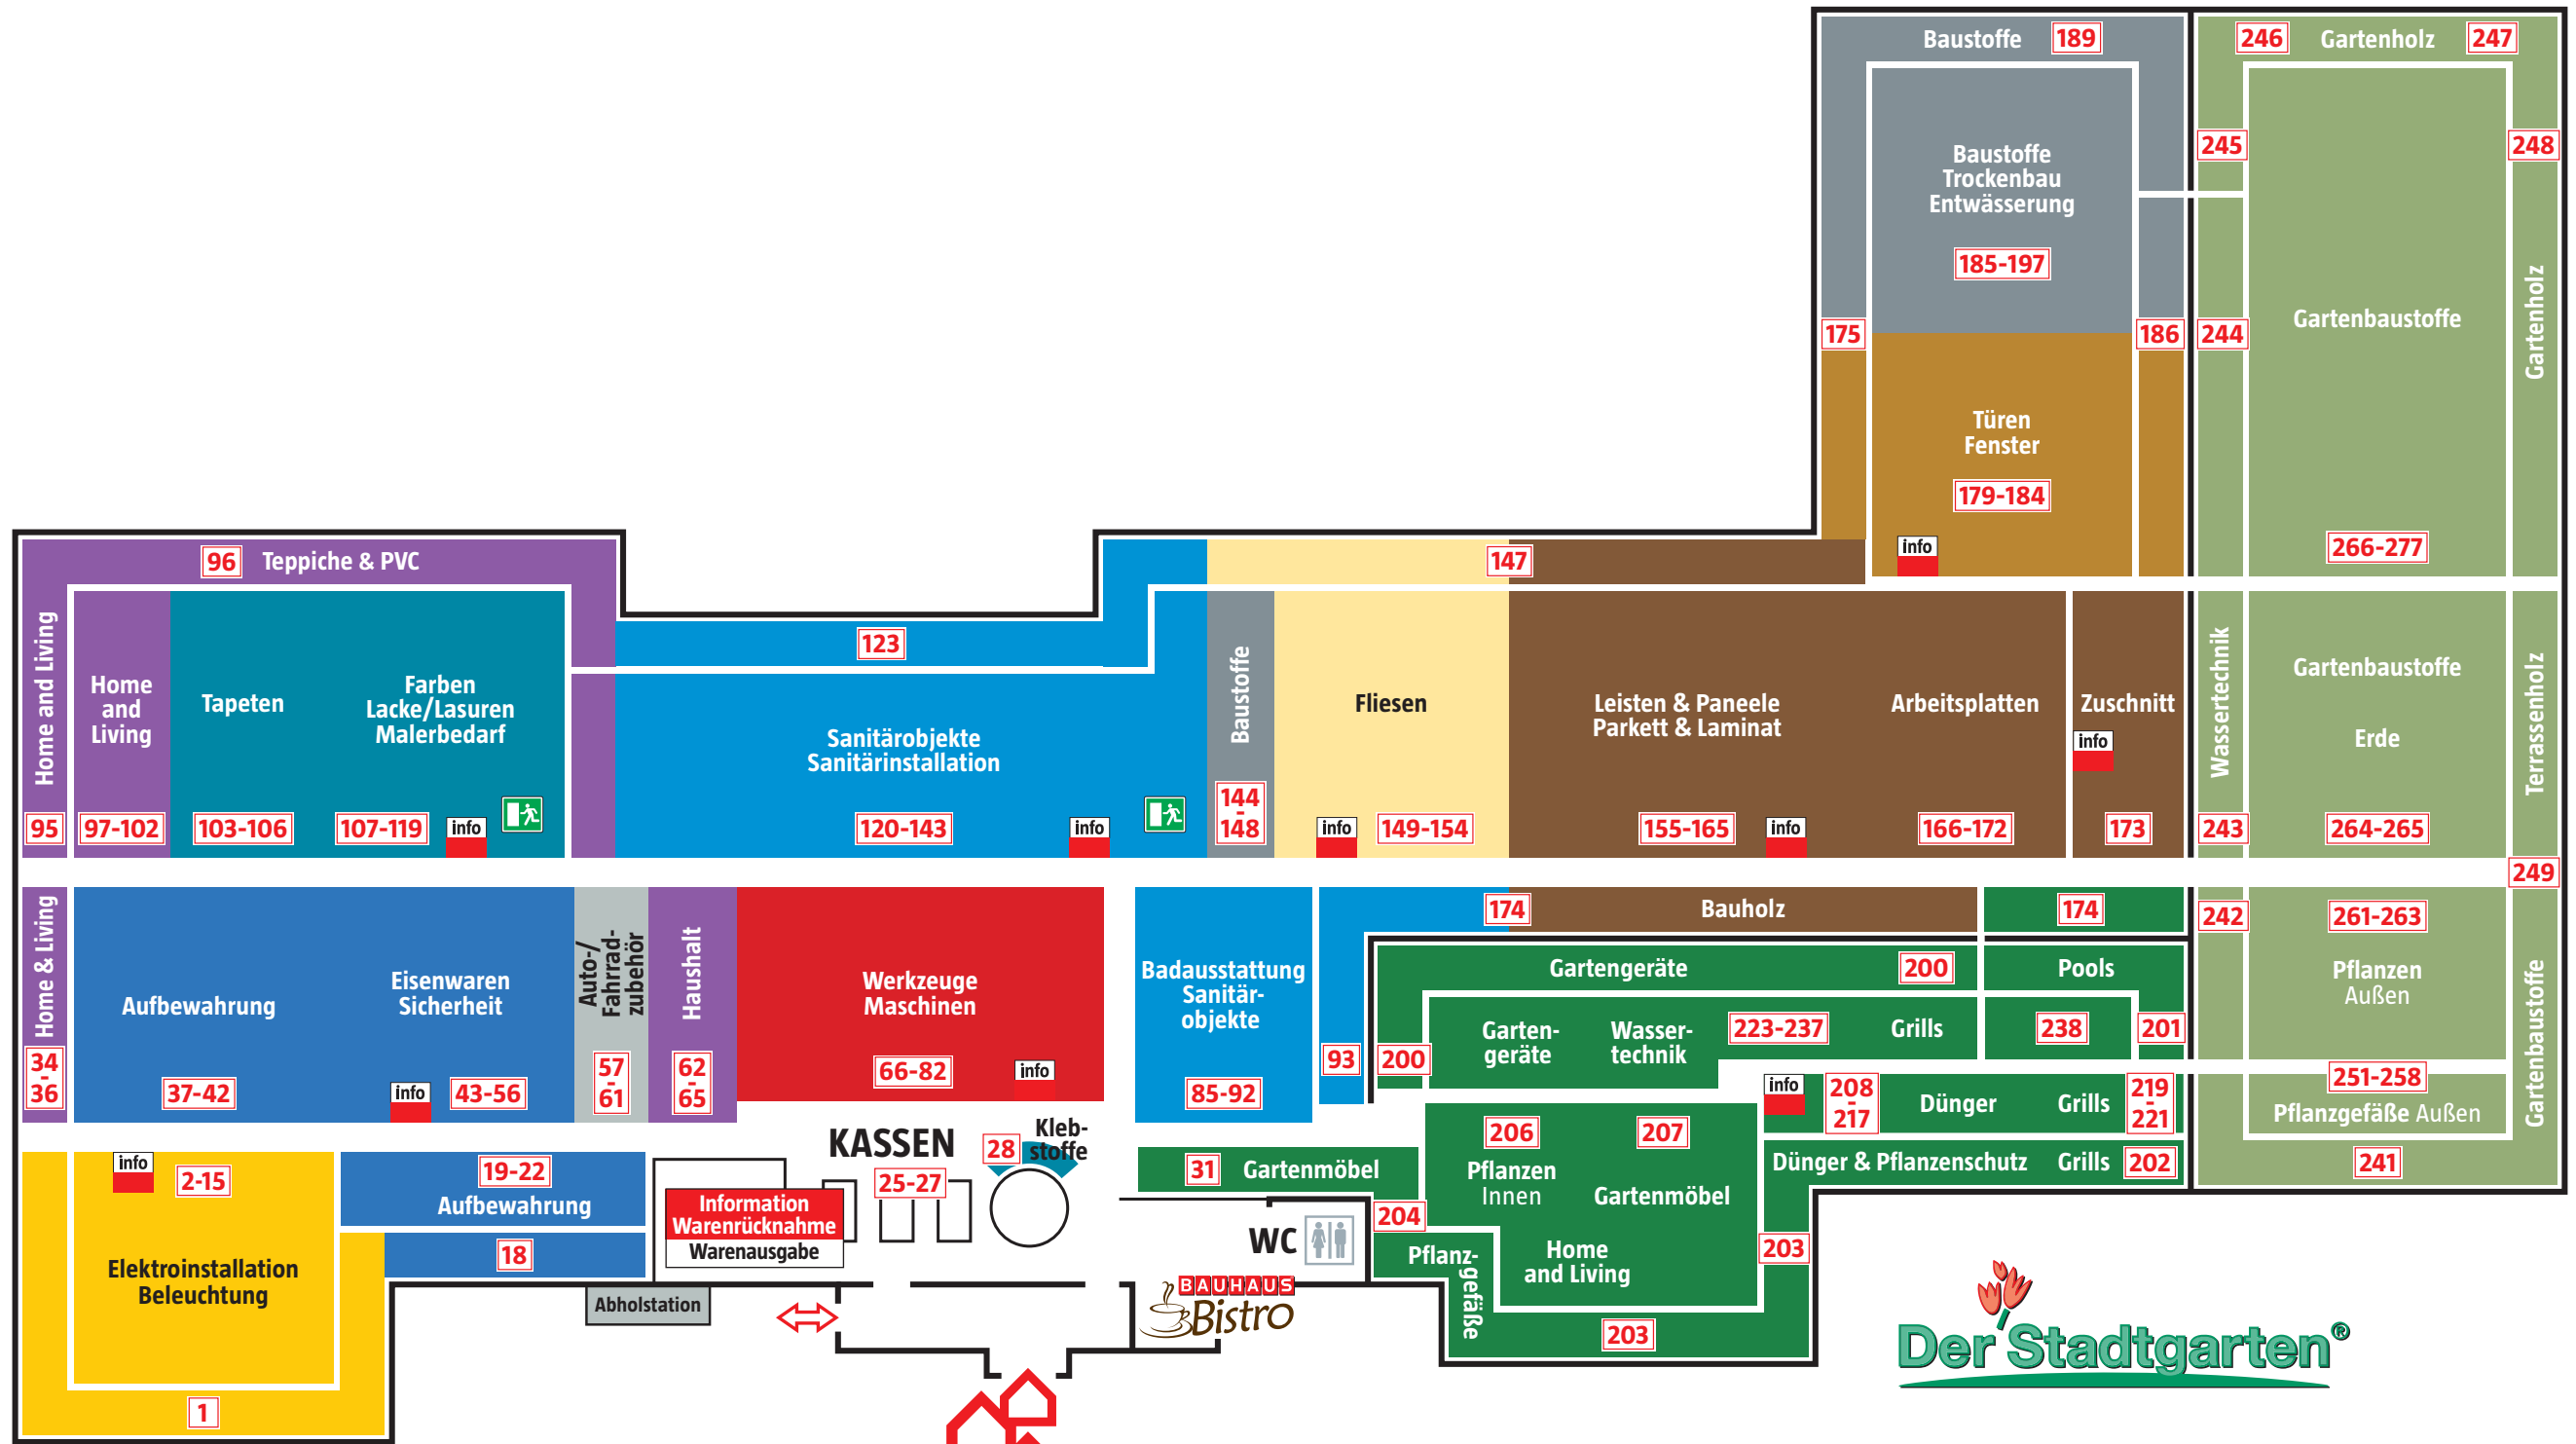 Baustoffe 189
246 Gartenholz 247
245
248
Baustoffe
Trockenbau
Entwässerung
185-197
175
186
244
Gartenbaustoffe
Gartenholz
Türen
Fenster
179-184
info
266-277
96 Teppiche & PVC
147
123
Home and Living
Home
and
Living
Tapeten
Farben
Lacke/Lasuren
Malerbedarf
Sanitärobjekte
Sanitärinstallation
Baustoffe
Fliesen
Leisten & Paneele
Parkett & Laminat
Arbeitsplatten
Zuschnitt
info
Wassertechnik
Gartenbaustoffe
Erde
Terrassenholz
95
97-102
103-106
107-119
info
120-143
info
144
-
148
info
149-154
155-165
info
166-172
173
243
264-265
249
Home & Living
34
-
36
Aufbewahrung
37-42
Eisenwaren
Sicherheit
info
43-56
Auto-/
Fahrrad-
zubehör
57
-
61
Haushalt
62
-
65
Werkzeuge
Maschinen
66-82
info
Badausstattung
Sanitär-
objekte
85-92
93
174
Bauholz
174
242
261-263
Gartengeräte
200
Pools
Pflanzen
Außen
Gartenbaustoffe
200
Garten-
geräte
Wasser-
technik
223-237
Grills
238
201
251-258
Pflanzgefäße Außen
info
208
-
217
Dünger
Grills
219
-
221
Dünger & Pflanzenschutz
Grills
202
241
206
Pflanzen
Innen
207
Gartenmöbel
Home
and Living
203
203
204
Pflanz-
gefäße
31 Gartenmöbel
KASSEN
25-27
28
Kleb-
stoffe
info
2-15
Elektroinstallation
Beleuchtung
1
19-22
Aufbewahrung
18
Information
Warenrücknahme
Warenausgabe
Abholstation
WC
BAUHAUS
Bistro
Der Stadtgarten®